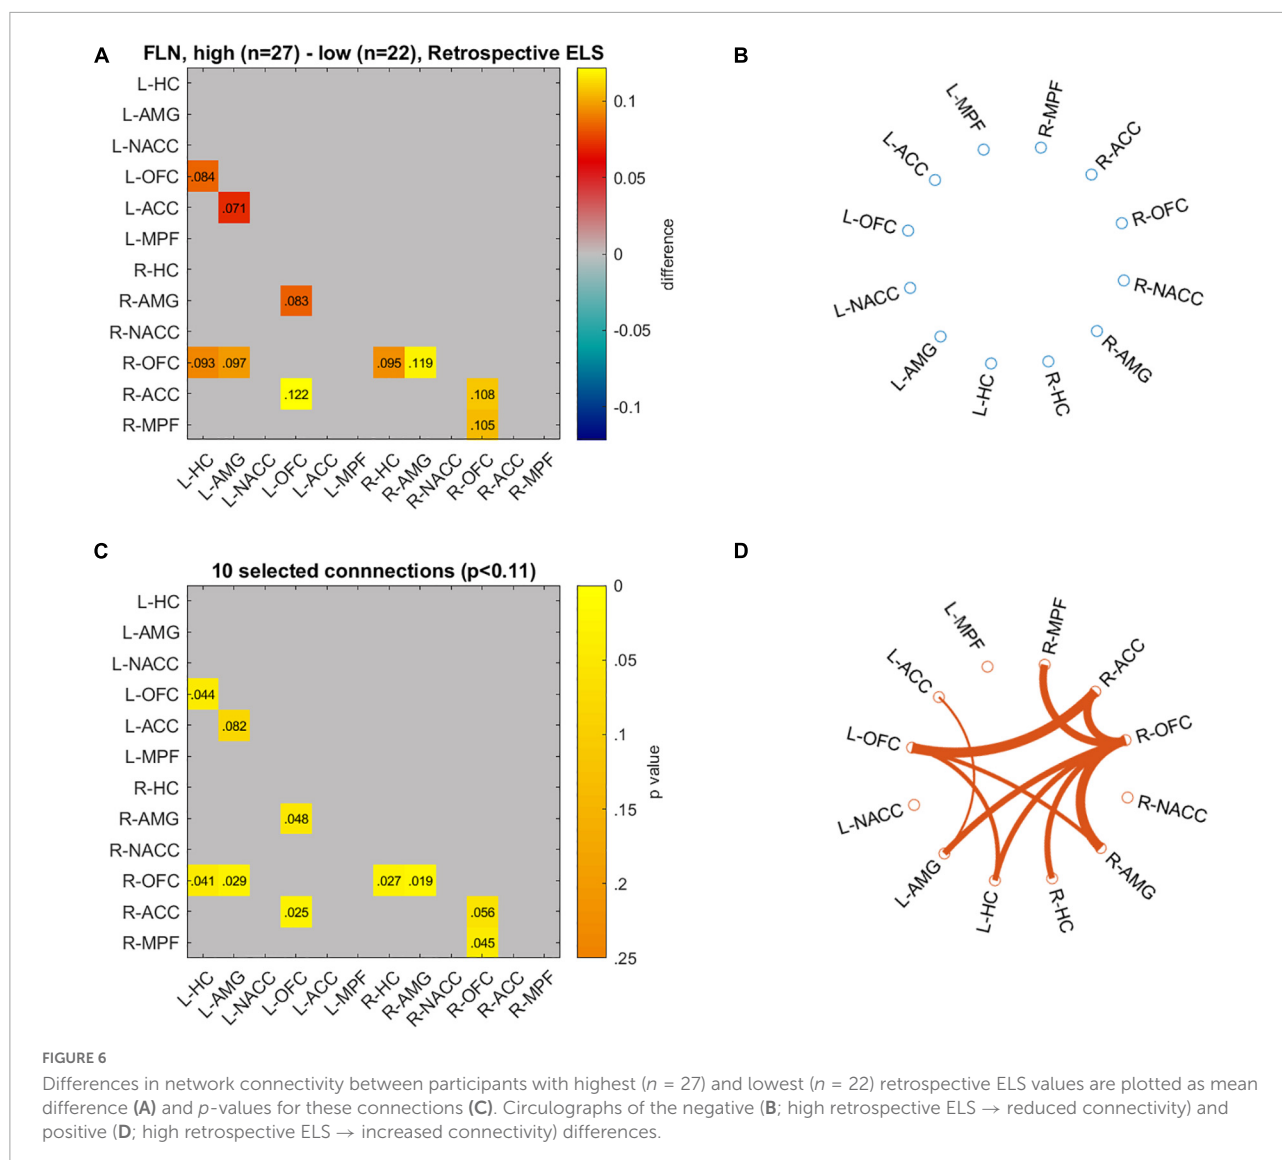 A
FLN, high (n=27) - low (n=22), Retrospective ELS
L-HC
L-AMG
L-NACC
L-OFC
L-ACC
L-MPF
R-HC
R-AMG
R-NACC
R-OFC
R-ACC
R-MPF
.084
.071
.083
.093 .097 .095 .119
.122 .108
.105
L-HC L-AMG L-NACC L-OFC L-ACC L-MPF R-HC R-AMG R-NACC R-OFC R-ACC R-MPF
0.1
0.05
0
-0.05
-0.1
difference
B
L-MPF
R-MPF
L-ACC
R-ACC
L-OFC
R-OFC
L-NACC
R-NACC
L-AMG
R-AMG
L-HC
R-HC
C
10 selected connnections (p<0.11)
L-HC
L-AMG
L-NACC
L-OFC
L-ACC
L-MPF
R-HC
R-AMG
R-NACC
R-OFC
R-ACC
R-MPF
.044
.082
.048
.041 .029 .027 .019
.025 .056
.045
L-HC L-AMG L-NACC L-OFC L-ACC L-MPF R-HC R-AMG R-NACC R-OFC R-ACC R-MPF
0
.05
.1
.15
.2
.25
p value
D
L-MPF
R-MPF
L-ACC
R-ACC
L-OFC
R-OFC
L-NACC
R-NACC
L-AMG
R-AMG
L-HC
R-HC
FIGURE 6
Differences in network connectivity between participants with highest (n = 27) and lowest (n = 22) retrospective ELS values are plotted as mean
difference (A) and p-values for these connections (C). Circulographs of the negative (B; high retrospective ELS → reduced connectivity) and
positive (D; high retrospective ELS → increased connectivity) differences.